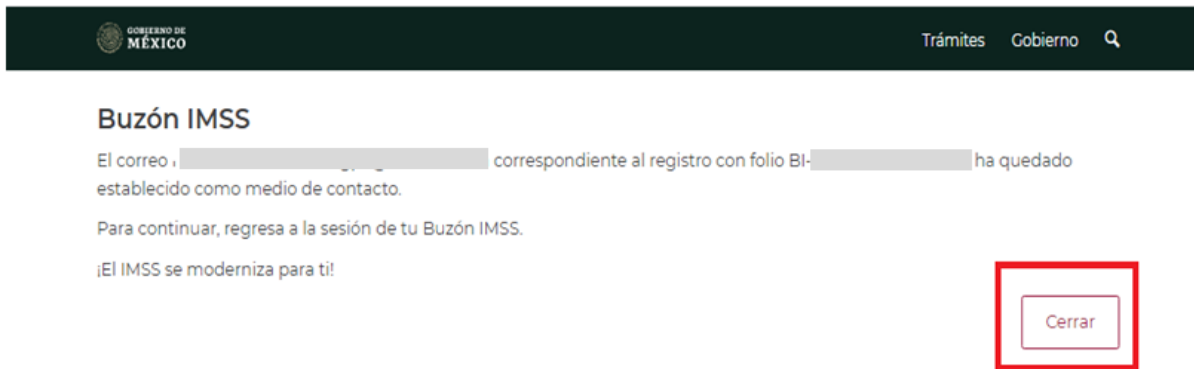 GOBIERNO DE
MÉXICO
Trámites Gobierno
Buzón IMSS
El correo correspondiente al registro con folio BI- ha quedado
establecido como medio de contacto.
Para continuar, regresa a la sesión de tu Buzón IMSS.
¡El IMSS se moderniza para ti!
Cerrar